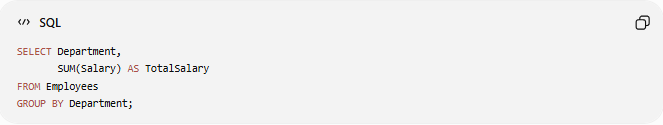 SQL
SELECT Department,
       SUM(Salary) AS TotalSalary
FROM Employees
GROUP BY Department;